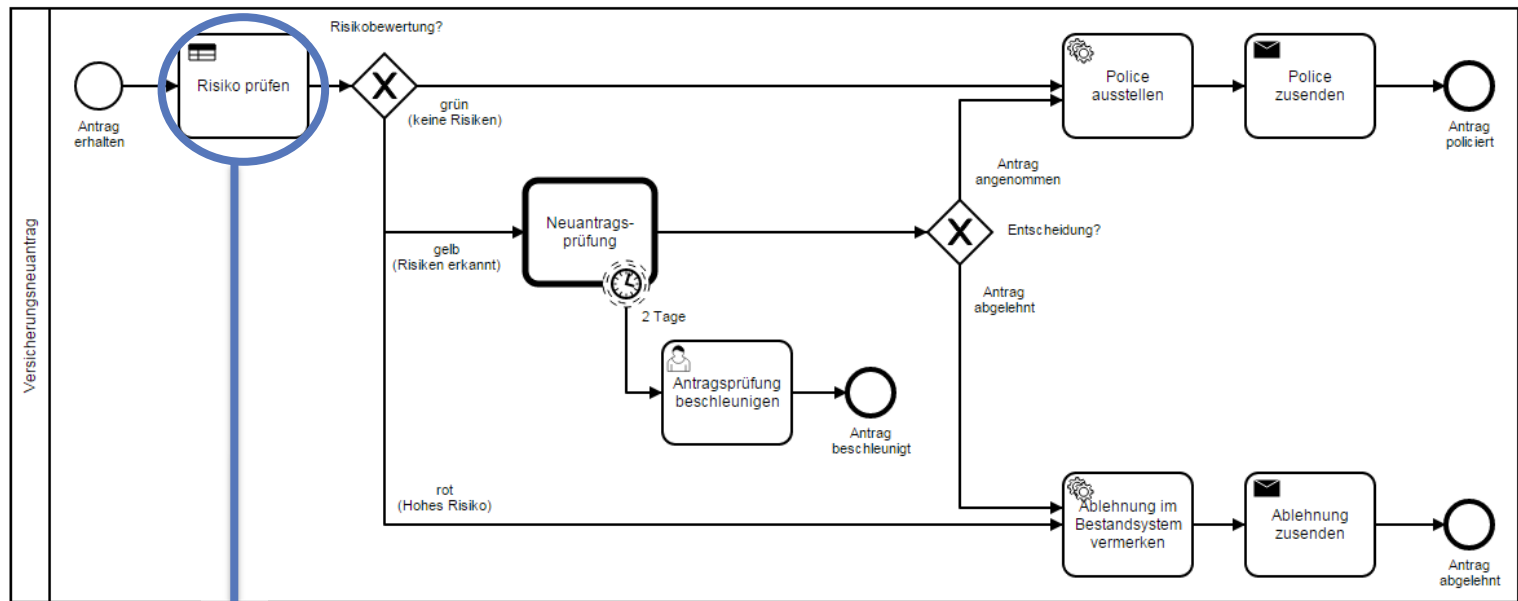 Versicherungsneuantrag
Antrag
erhalten
Risiko prüfen
Risikobewertung?
grün
(keine Risiken)
gelb
(Risiken erkannt)
rot
(Hohes Risiko)
Neuantrags-
prüfung
2 Tage
Antragsprüfung
beschleunigen
Antrag
beschleunigt
Entscheidung?
Antrag
angenommen
Antrag
abgelehnt
Police
ausstellen
Police
zusenden
Antrag
policiert
Ablehnung im
Bestandsystem
vermerken
Ablehnung
zusenden
Antrag
abgelehnt